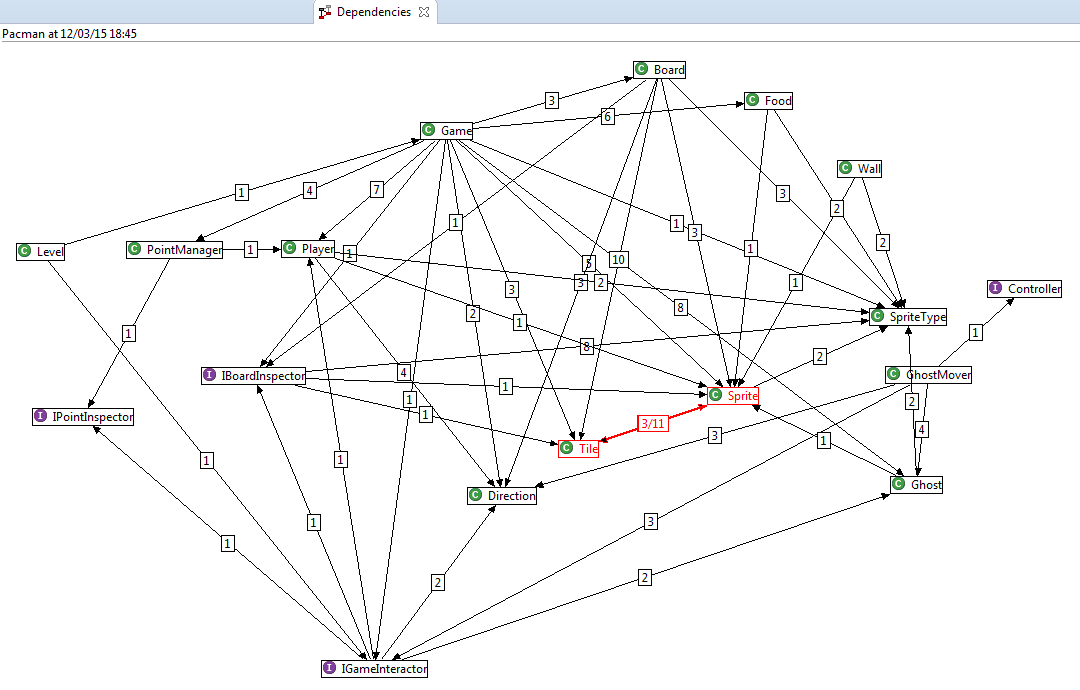 Dependencies
Pacman at 12/03/15 18:45
C Board
3
C Food
6
C Game
C Wall
1
4
7
3
2
1
1
3
1
2
C Level
C PointManager
1
C Player
1
5
10
3
2
1
I Controller
3
8
2
1
C SpriteType
1
1
8
2
I IBoardInspector
4
C GhostMover
1
1
C Sprite
2
I IPointInspector
1
3/11
4
3
1
C Tile
1
1
C Ghost
C Direction
1
3
1
2
2
I IGameInteractor